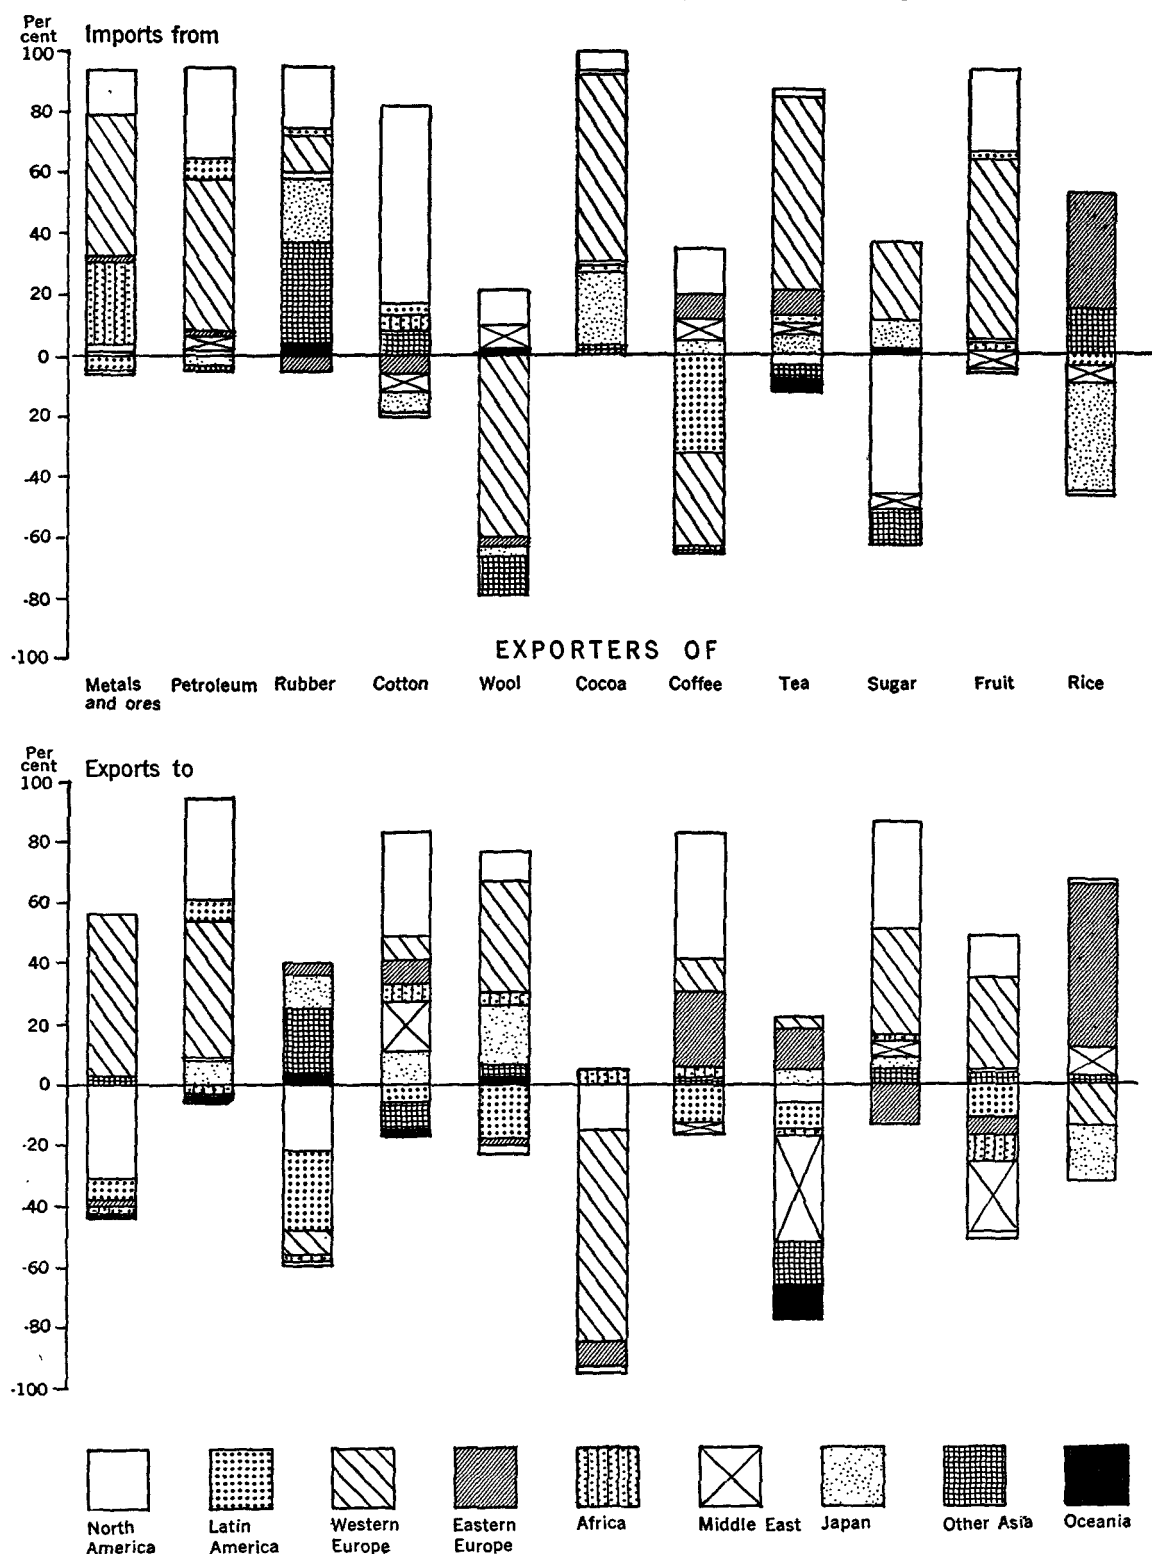 Per
cent
Imports from
100
80
60
40
20
0
20
-40
-60
-80
-100
EXPORTERS OF
Metals
and ores
Petroleum
Rubber
Cotton
Wool
Cocoa
Coffee
Tea
Sugar
Fruit
Rice
Per
cent
Exports to
100
80
60
40
20
0
-20
-40
-60
-80
-100
North
America
Latin
America
Western
Europe
Eastern
Europe
Africa
Middle East
Japan
Other Asia
Oceania